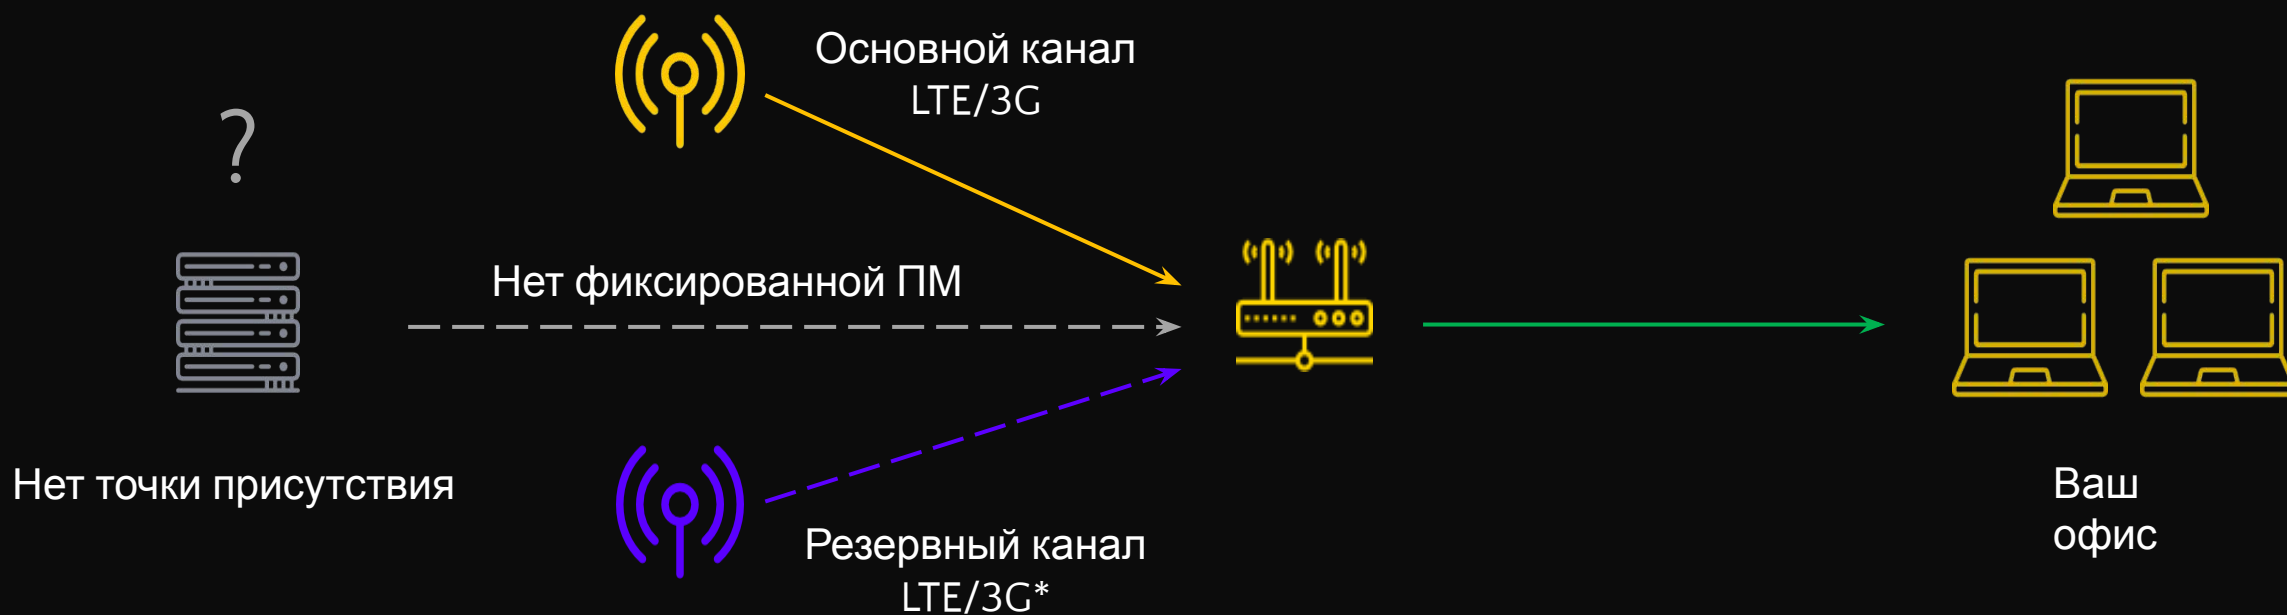 Основной канал
LTE/3G
?
Нет фиксированной ПМ
Нет точки присутствия
Ваш
офис
Резервный канал
LTE/3G*